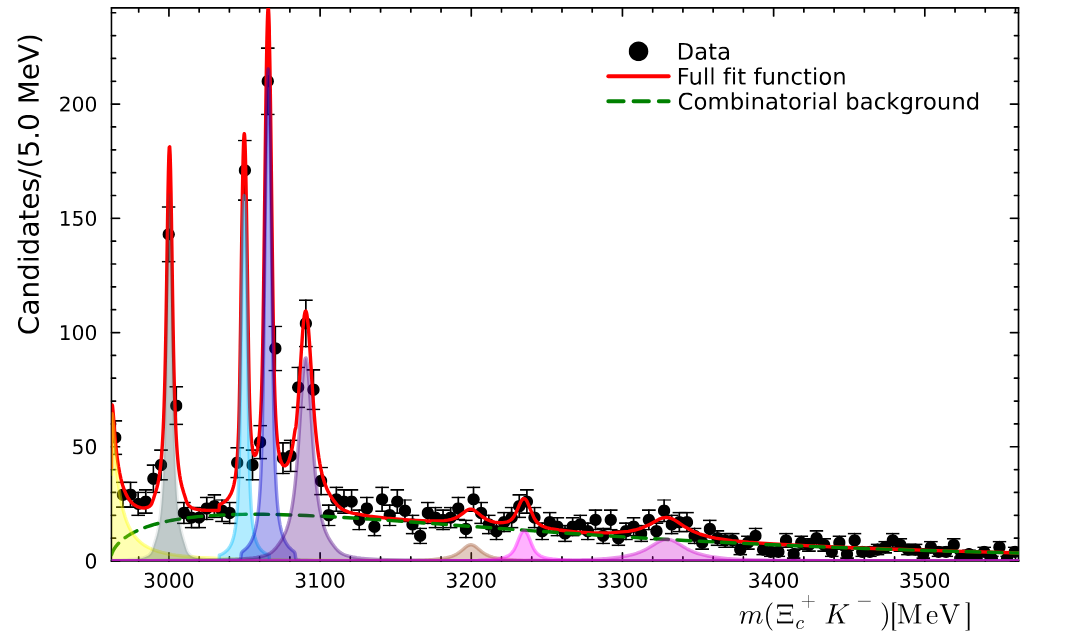 Candidates/(5.0 MeV)
200
150
100
50
0
Data
Full fit function
Combinatorial background
3000 3100 3200 3300 3400 3500
m(Ξ_c^+ K^-)[MeV]